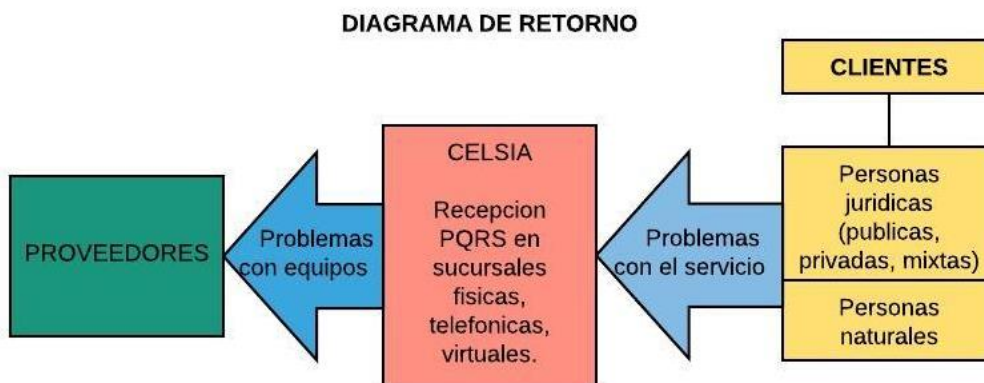 DIAGRAMA DE RETORNO
CLIENTES
PROVEEDORES
Problemas
con equipos
CELSIA
Recepcion
PQRS en
sucursales
fisicas,
telefonicas,
virtuales.
Problemas
con el servicio
Personas
juridicas
(publicas,
privadas, mixtas)
Personas
naturales